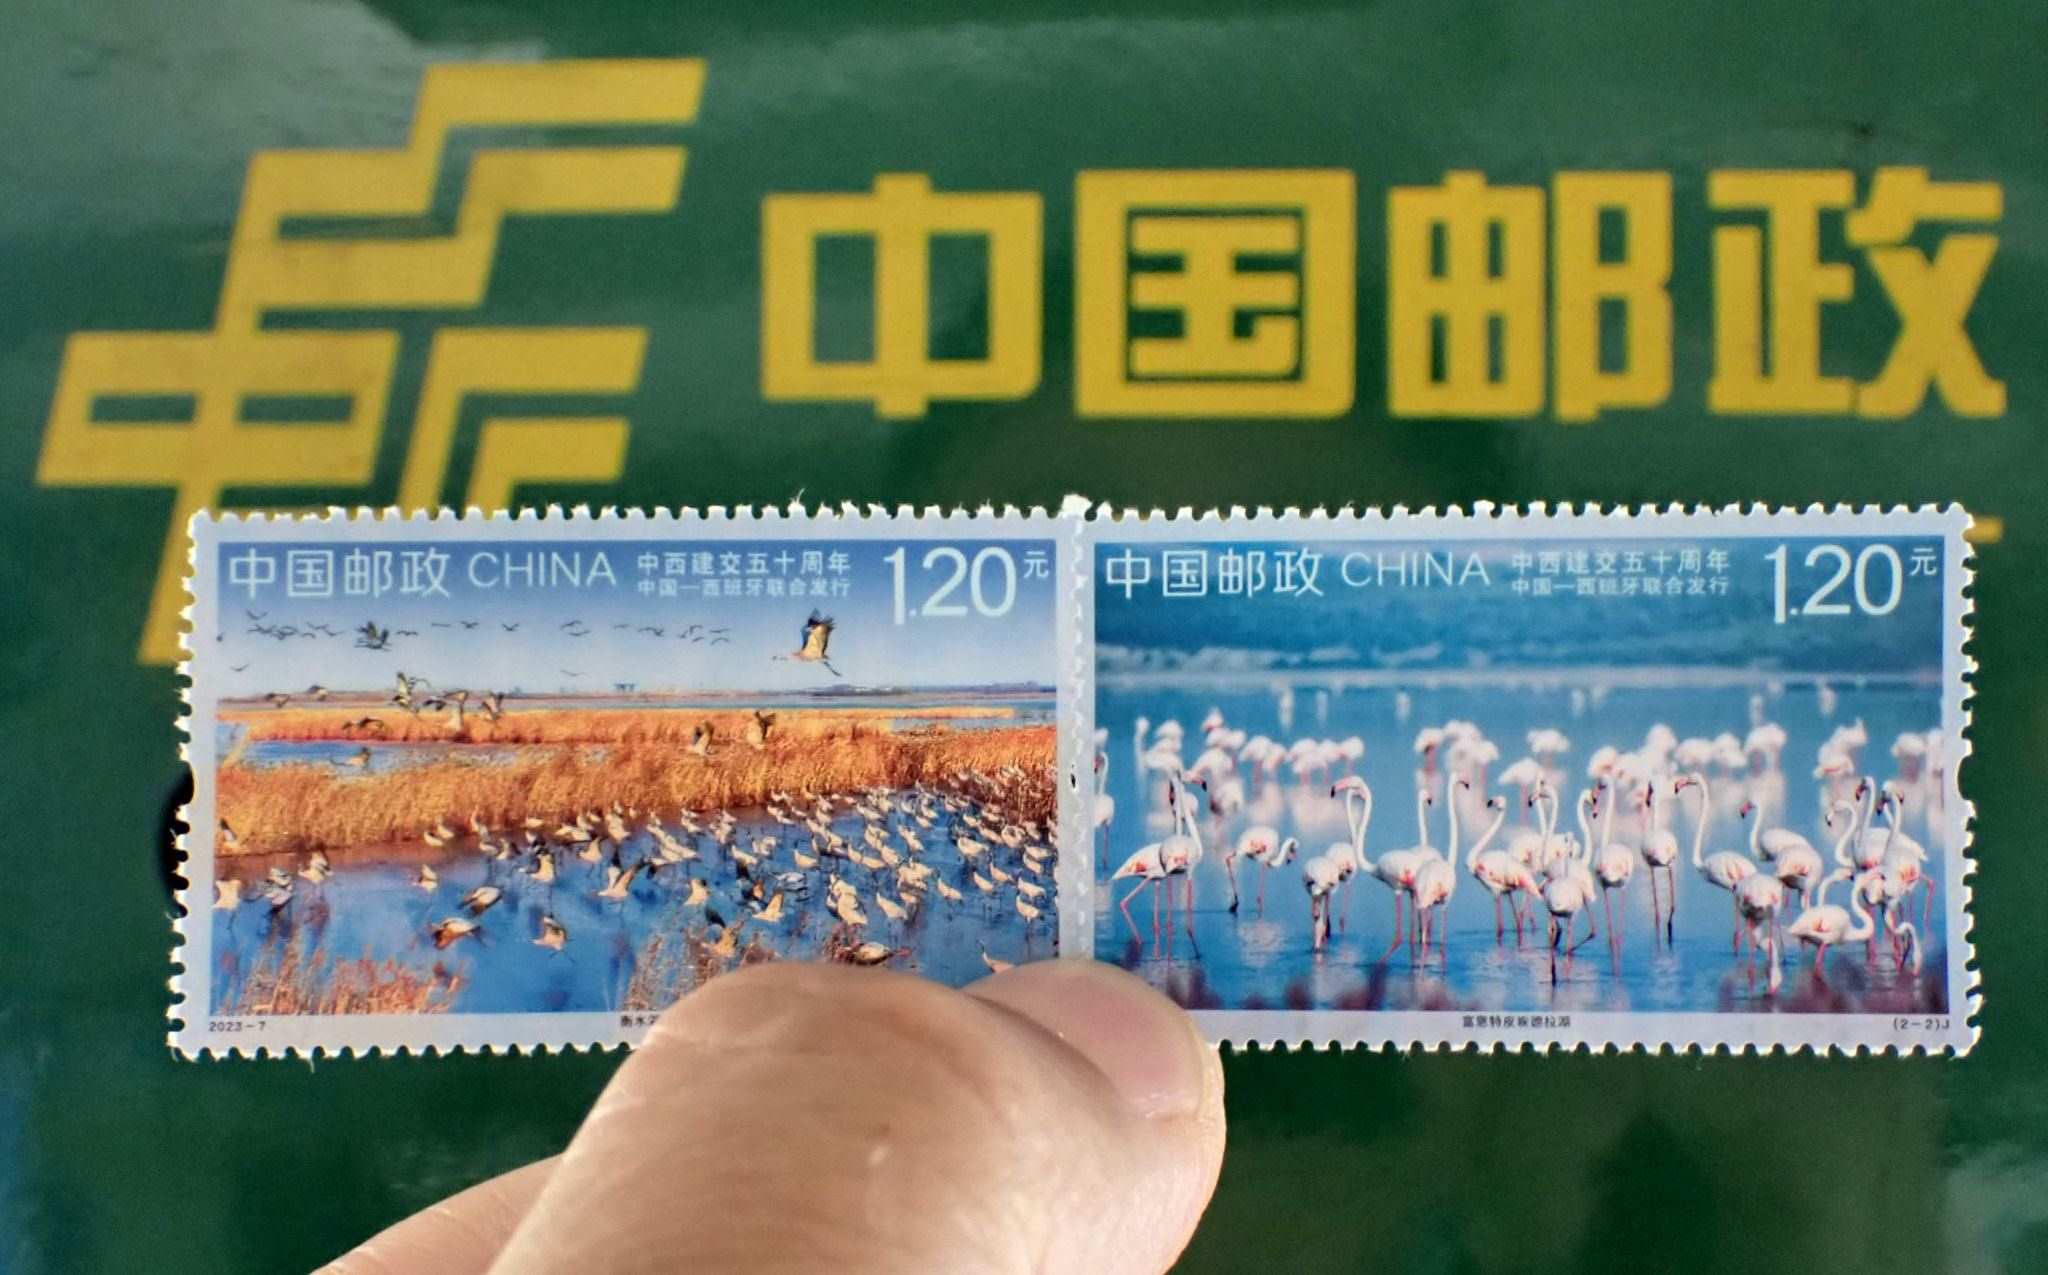 中国邮政
中国邮政 CHINA 中西建交五十周年 1.20元
中国—西班牙联合发行
2023-7 衡水
中国邮政 CHINA 中西建交五十周年 1.20元
中国—西班牙联合发行
富恩特皮埃德拉湖 (2-2)J